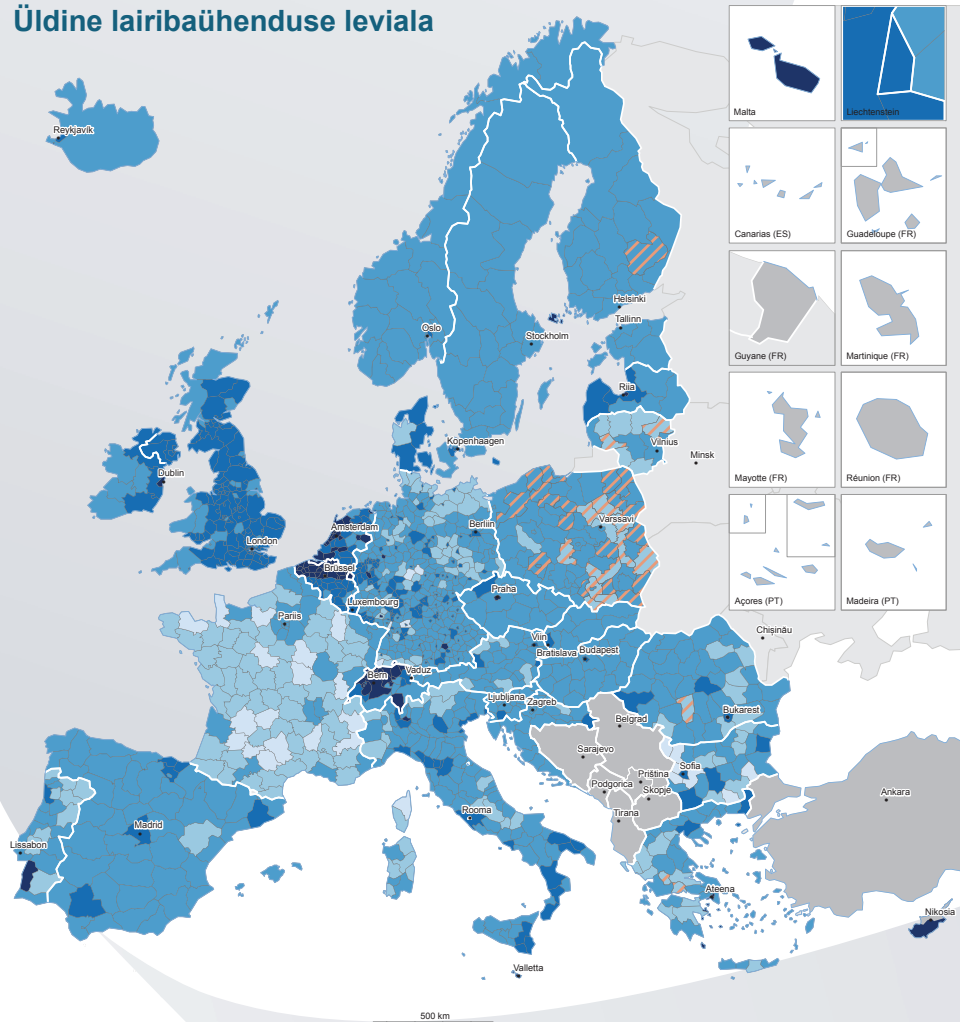 Üldine lairibaühenduse leviala
Reykjavik
Malta
Liechtenstein
Canarias (ES)
Guadeloupe (FR)
Guyane (FR)
Martinique (FR)
Mayotte (FR)
Réunion (FR)
Açores (PT)
Madeira (PT)
Helsinki
Tallinn
Oslo
Stockholm
Riia
Kopenhaagen
Vilnius
Minsk
Dublin
Amsterdam
Berliin
Varssavi
London
Brüssel
Luxembourg
Praha
Pariis
Chișinău
Viin
Bratislava
Budapest
Bern
Vaduz
Ljubljana
Zagreb
Bukarest
Belgrad
Sarajevo
Sofia
Priština
Podgorica
Skopje
Ankara
Tirana
Rooma
Madrid
Lissabon
Ateena
Nikosia
Valletta
500 km